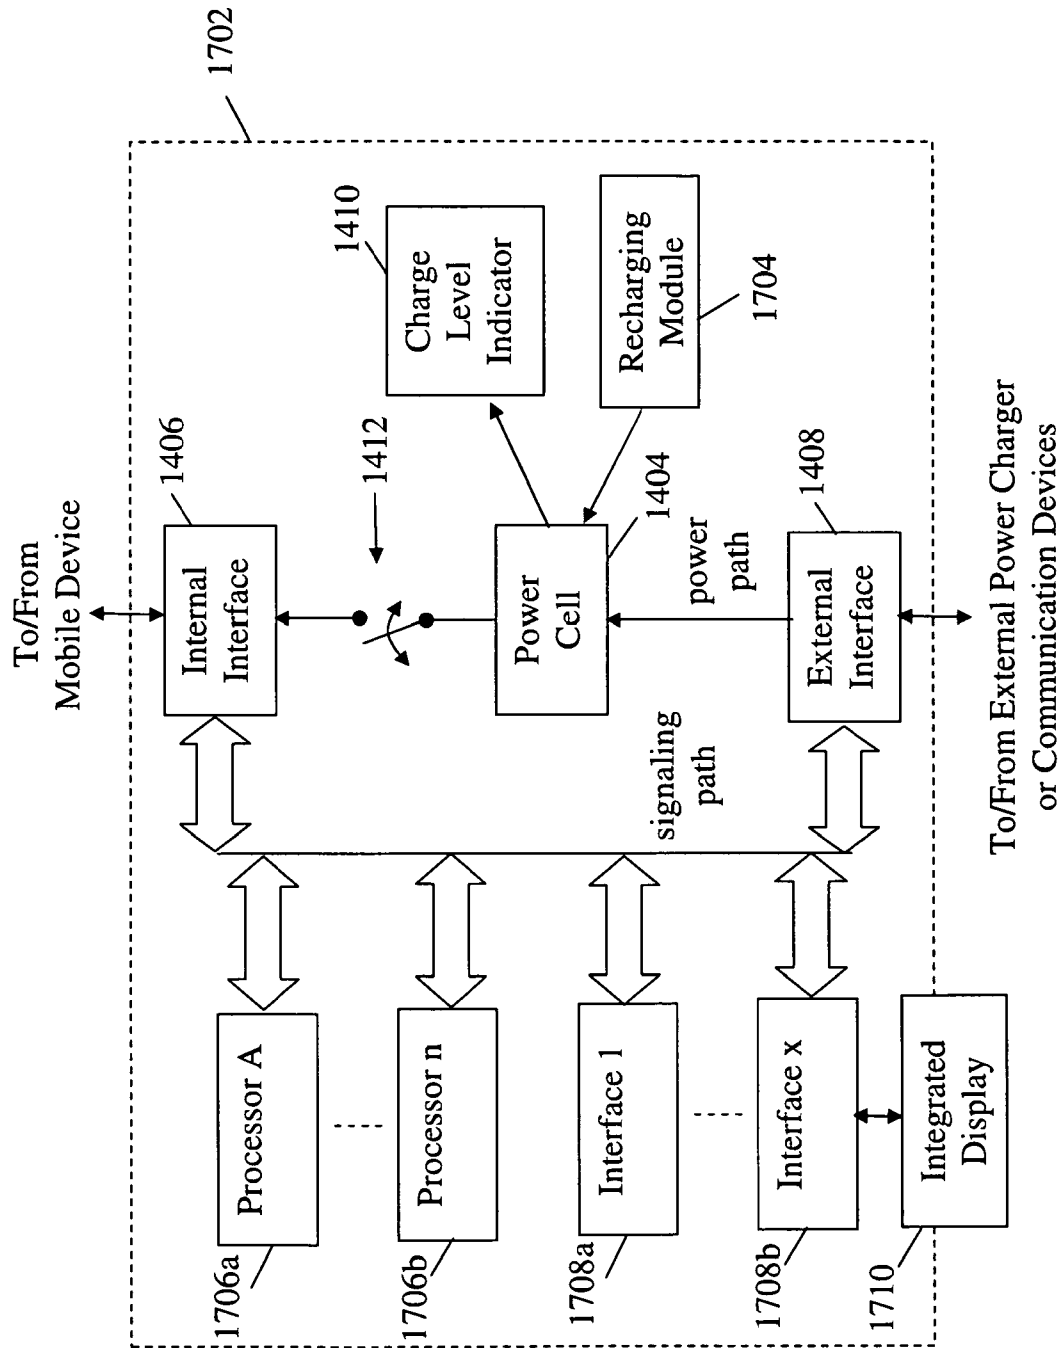 1702
To/From
Mobile Device
1406
Internal
Interface
1412
1410
Charge
Level
Indicator
Recharging
Module
1704
Power
Cell
1404
power
path
1408
External
Interface
To/From External Power Charger
or Communication Devices
signaling
path
Processor A
1706a
Processor n
1706b
Interface 1
1708a
Interface x
1708b
Integrated
Display
1710